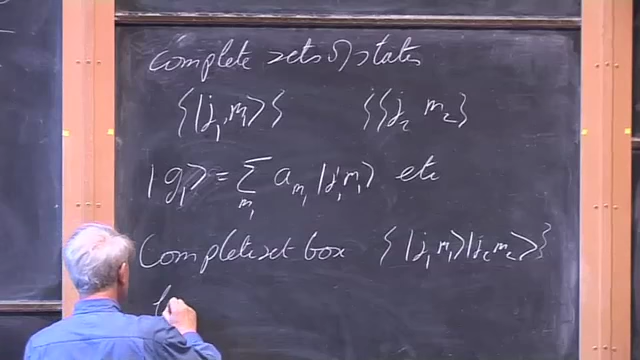 complete sets of states
{|j₁, m₁⟩} {⟨j₂ m₂}
|g₁⟩ = ∑ₘ₁ aₘ₁ |j₁ m₁⟩ etc
Complete set box {|j₁ m₁⟩|j₂ m₂⟩}